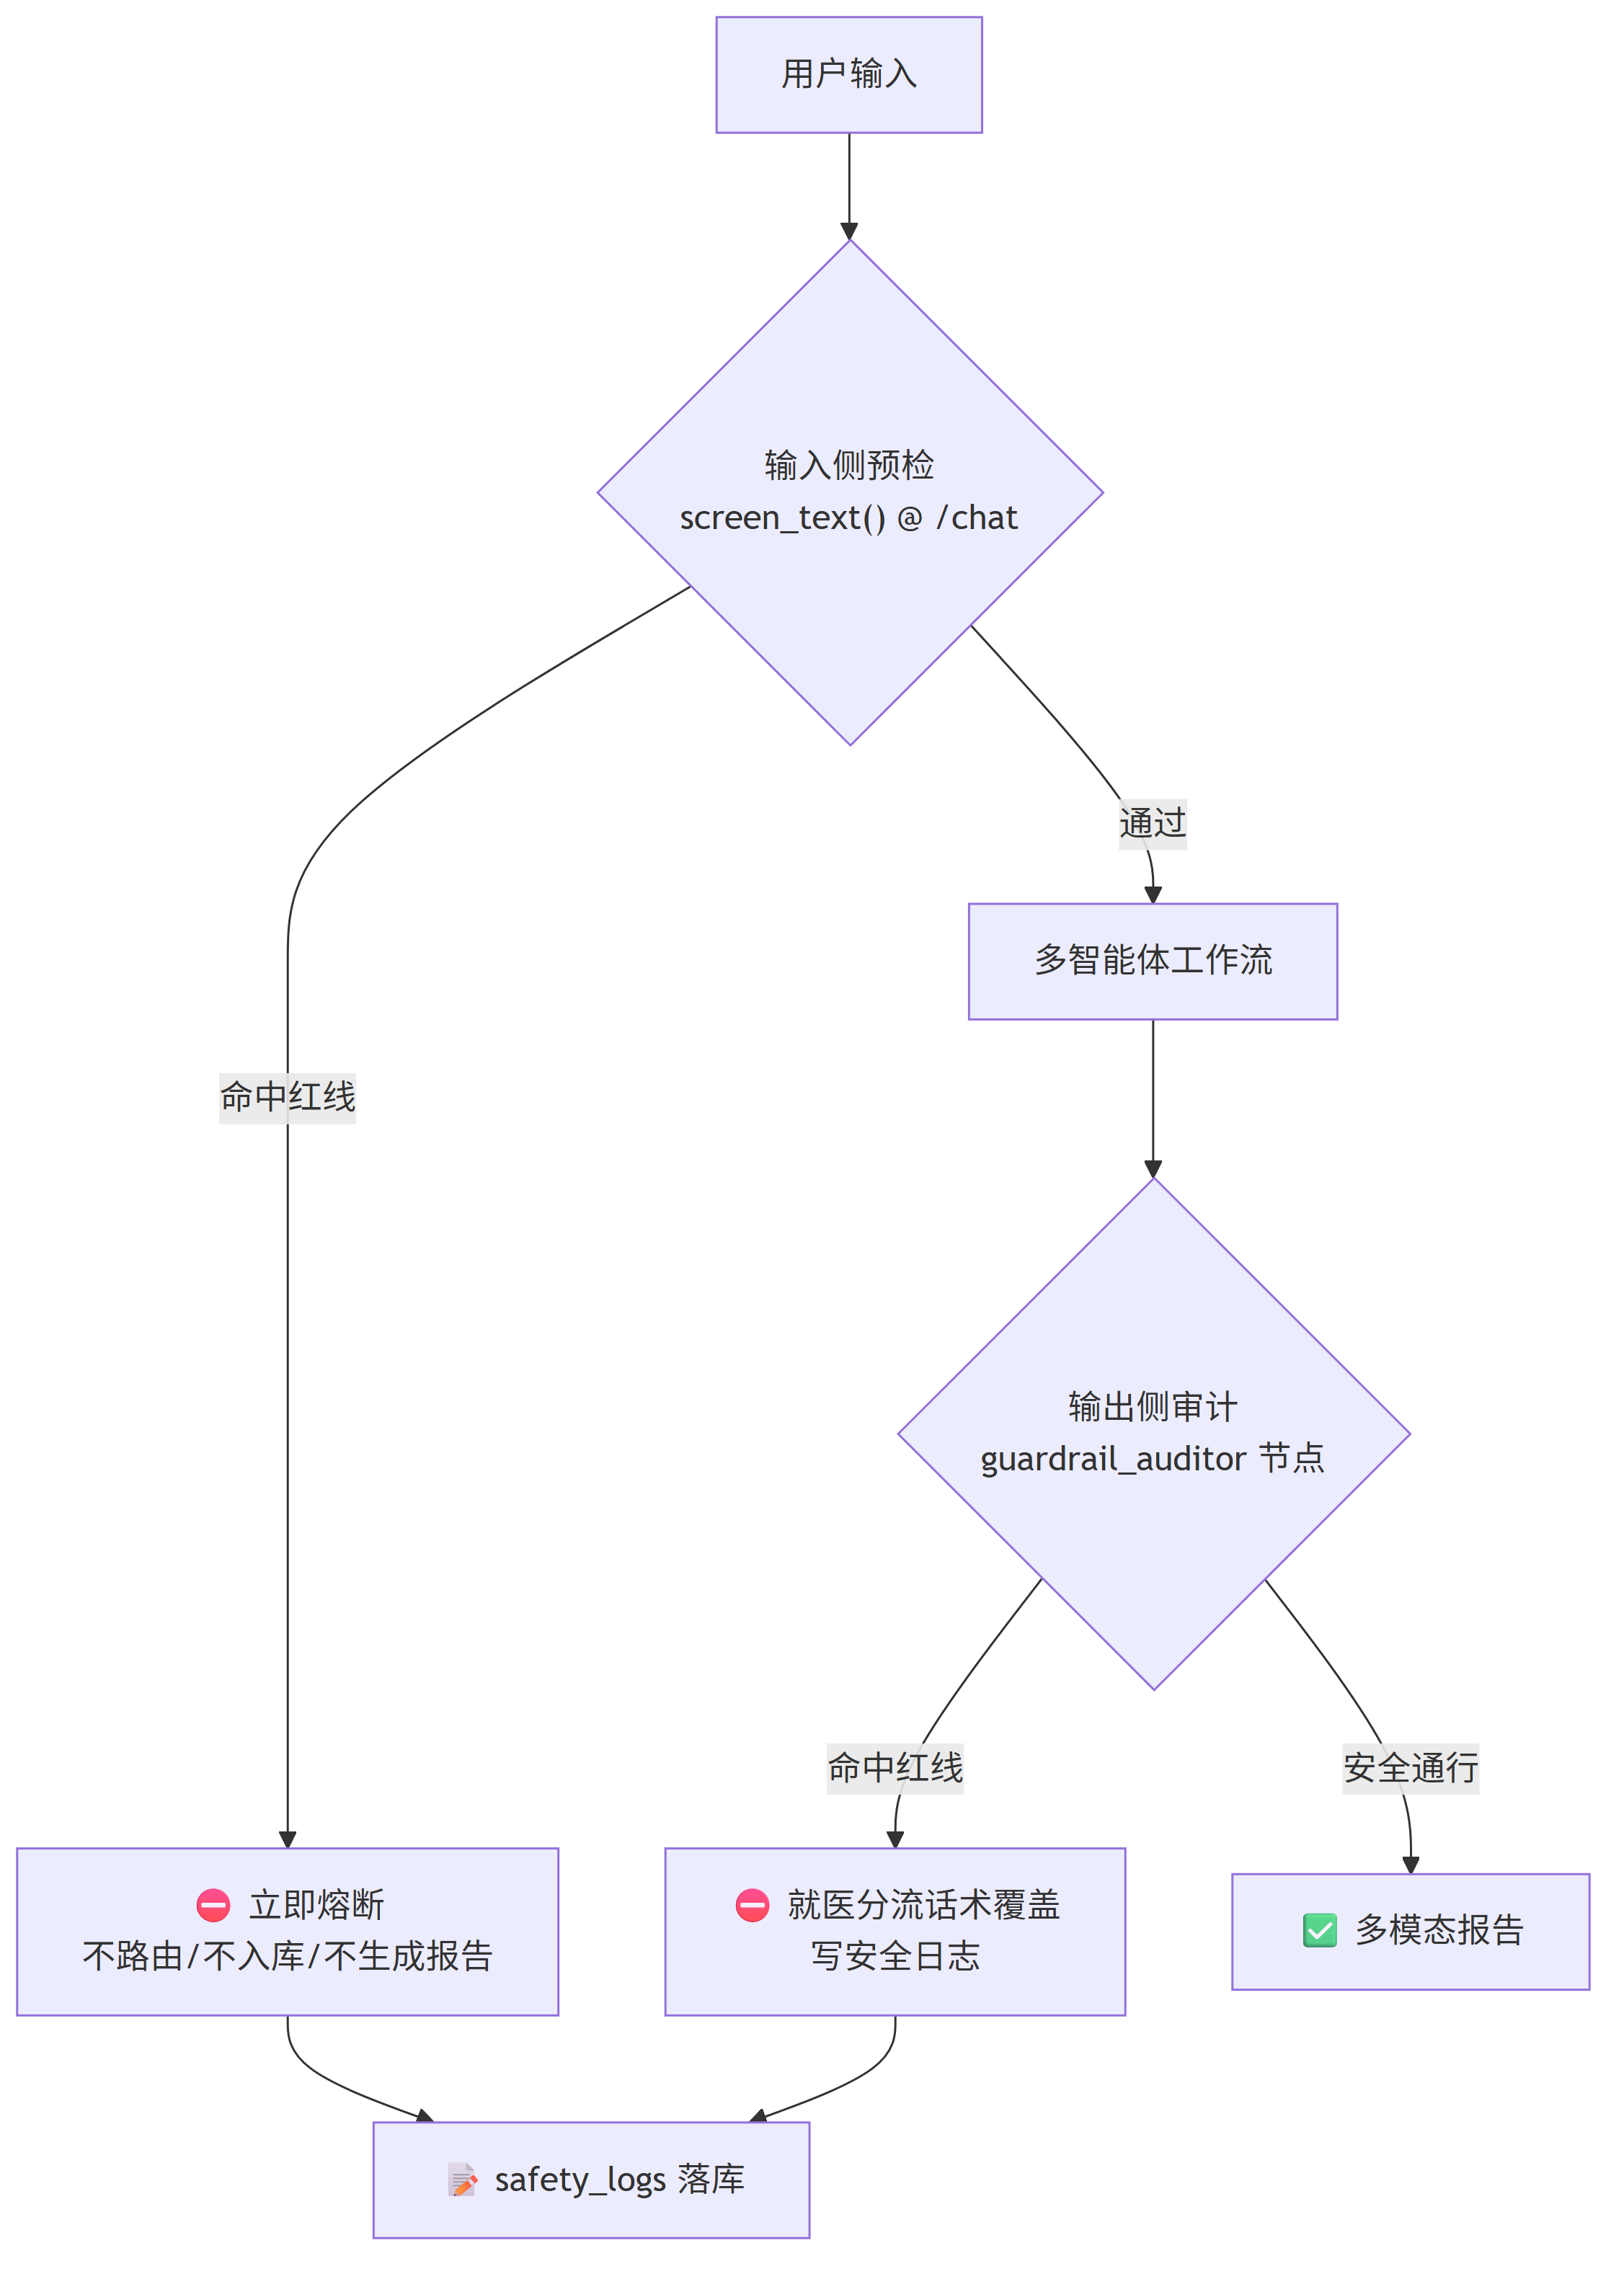 用户输入
输入侧预检
screen_text() @ /chat
通过
多智能体工作流
命中红线
输出侧审计
guardrail_auditor 节点
命中红线
安全通行
⛔ 立即熔断
不路由/不入库/不生成报告
⛔ 就医分流话术覆盖
写安全日志
✅ 多模态报告
📝 safety_logs 落库